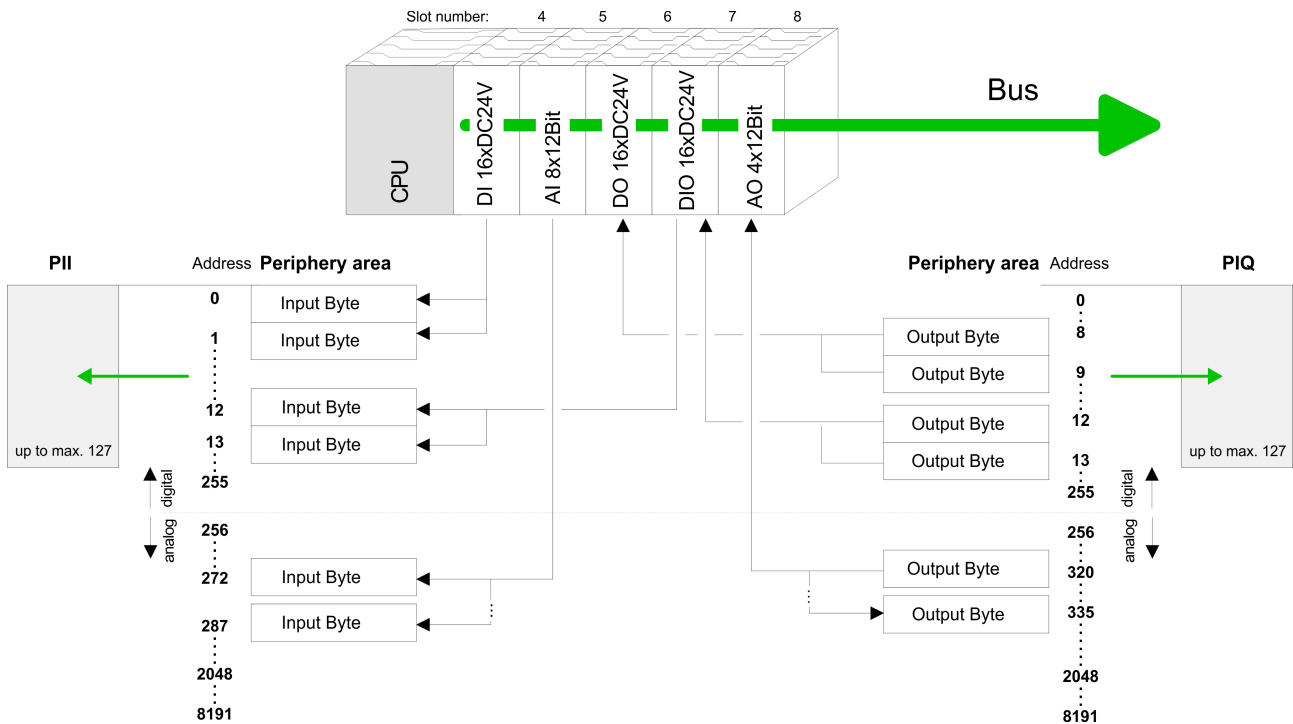 Slot number: 4 5 6 7 8
CPU
DI 16xDC24V
AI 8x12Bit
DO 16xDC24V
DIO 16xDC24V
AO 4x12Bit
Bus
PII Address Periphery area
0 Input Byte
1 Input Byte
12 Input Byte
13 Input Byte
up to max. 127
255
digital
analog
256
272 Input Byte
287 Input Byte
2048
8191
Periphery area Address PIQ
0
Output Byte 8
Output Byte 9
Output Byte 12
Output Byte 13
up to max. 127
255
digital
analog
256
Output Byte 320
Output Byte 335
2048
8191